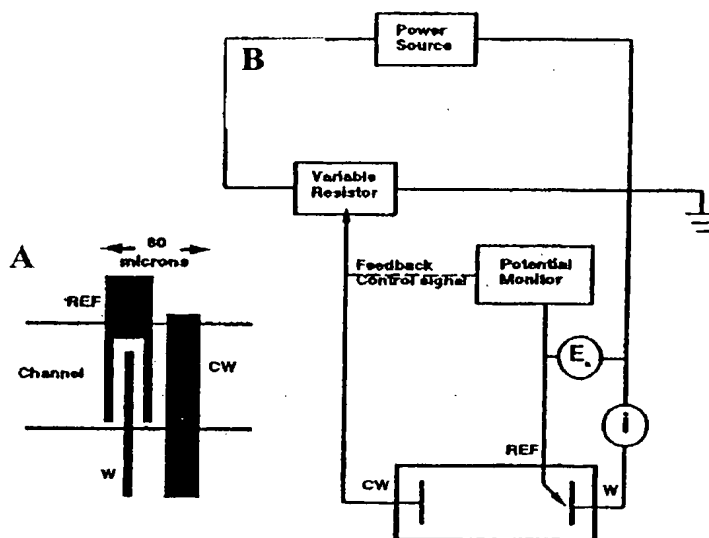 B
Power
Source
Variable
Resistor
A
60
microns
REF
Channel
CW
W
Feedback
Control signal
Potential
Monitor
E
i
REF
CW
W